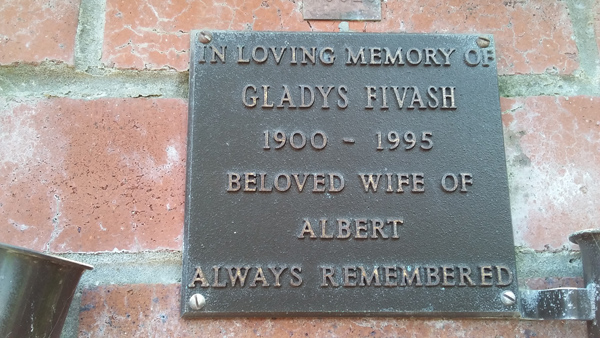 IN LOVING MEMORY OF
GLADYS FIVASH
1900 - 1995
BELOVED WIFE OF
ALBERT
ALWAYS REMEMBERED